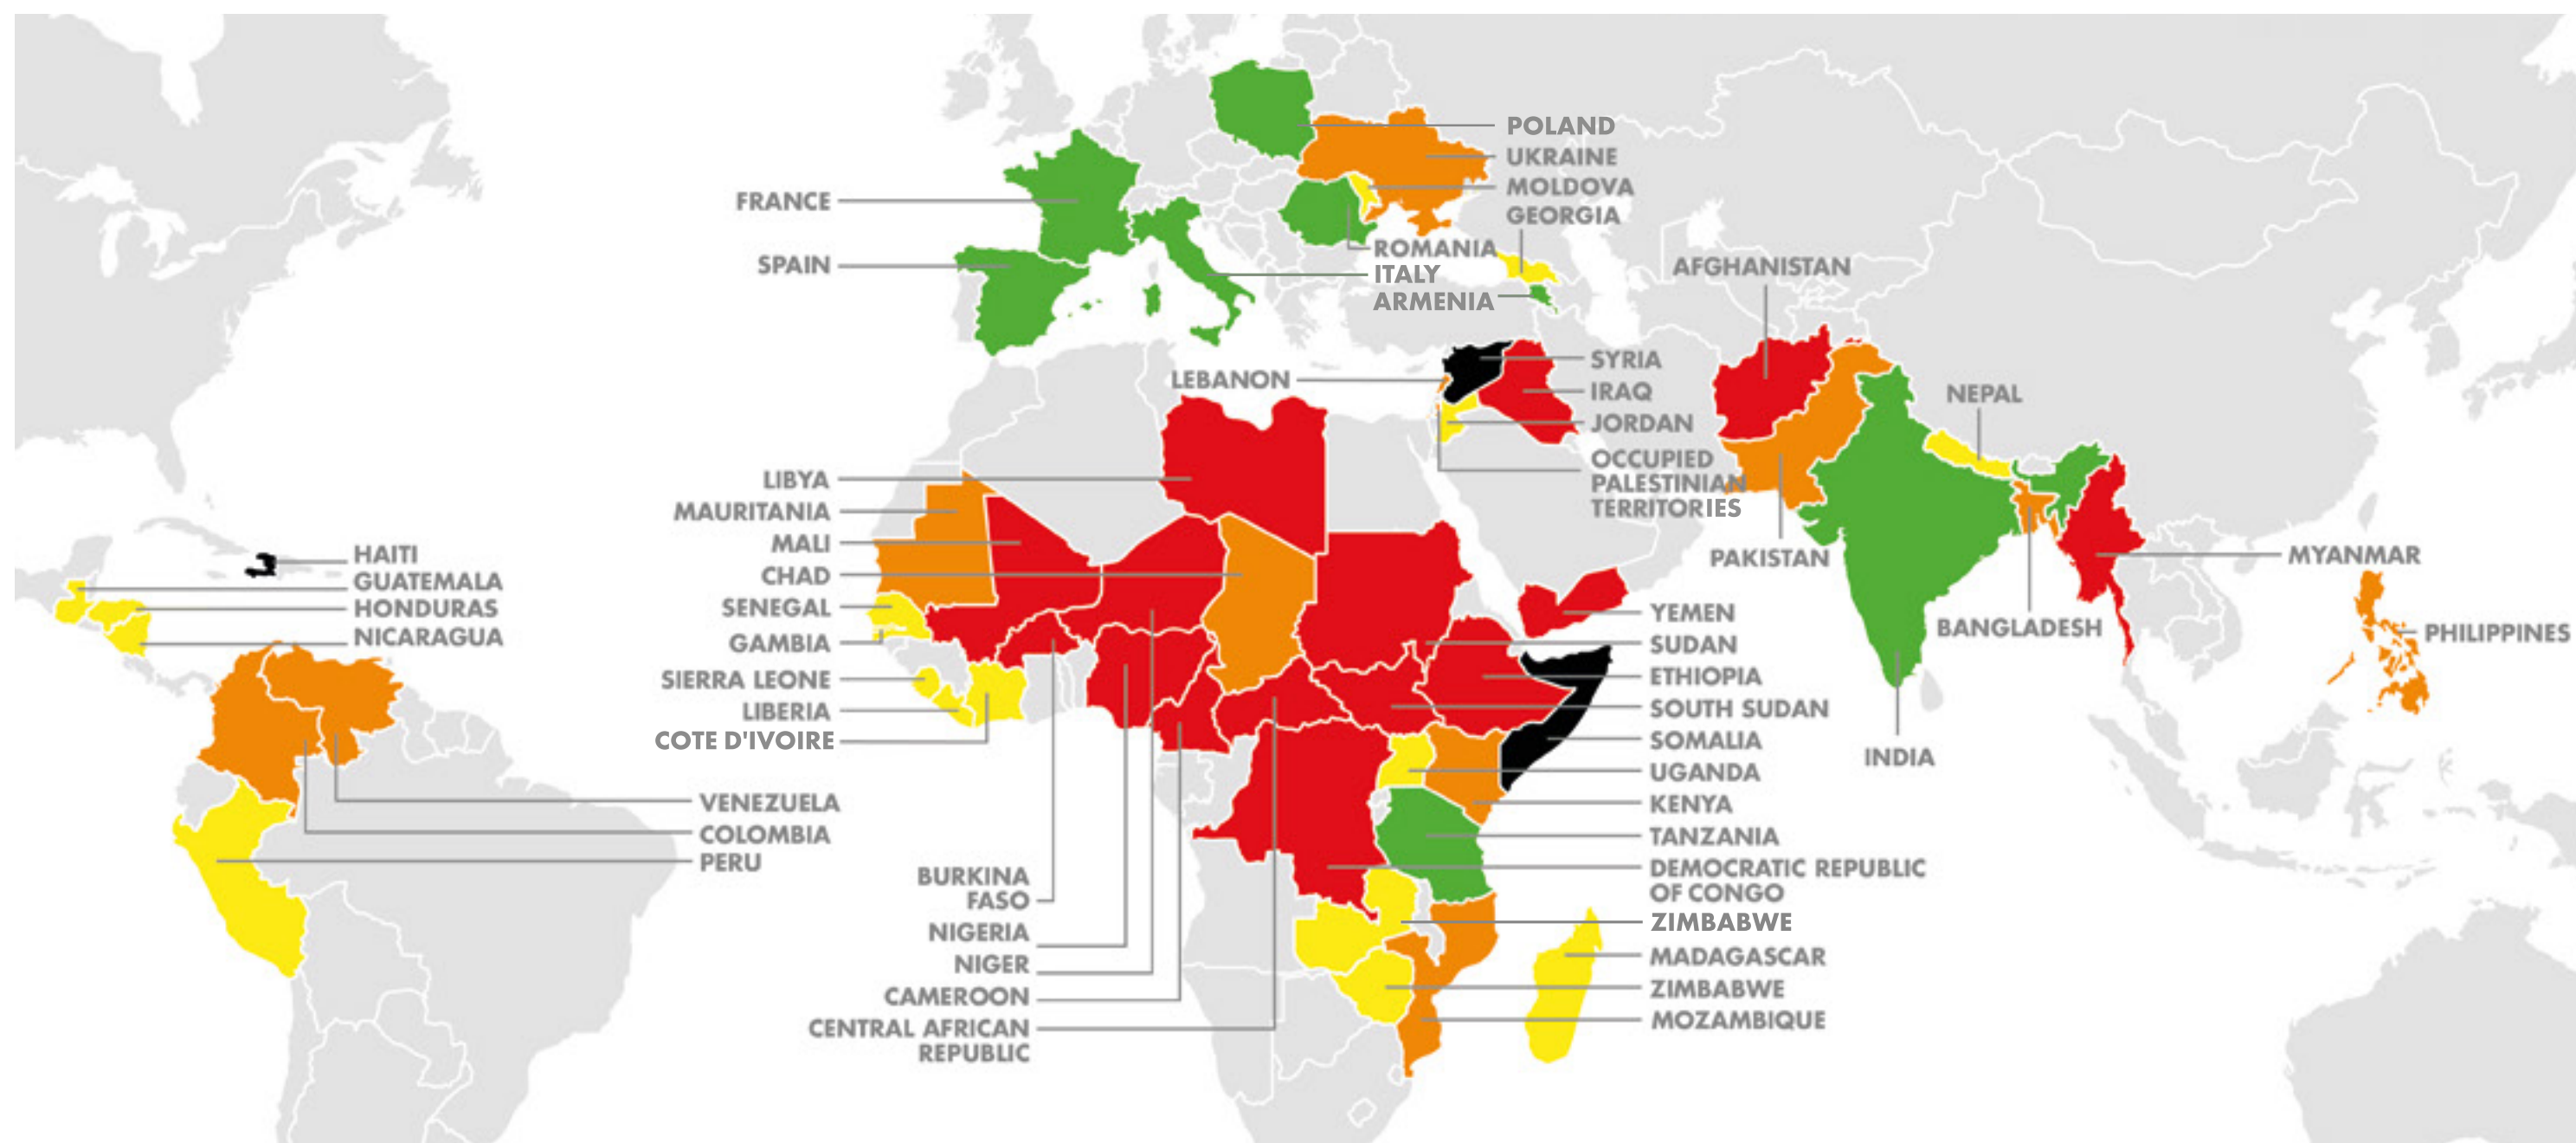 POLAND
UKRAINE
MOLDOVA
GEORGIA
FRANCE
SPAIN
ROMANIA
ITALY
ARMENIA
AFGHANISTAN
SYRIA
LEBANON
IRAQ
NEPAL
JORDAN
OCCUPIED
PALESTINIAN
TERRITORIES
LIBYA
MAURITANIA
MALI
CHAD
SENEGAL
GAMBIA
SIERRA LEONE
LIBERIA
COTE D'IVOIRE
HAITI
GUATEMALA
HONDURAS
NICARAGUA
PAKISTAN
MYANMAR
BANGLADESH
PHILIPPINES
INDIA
YEMEN
SUDAN
ETHIOPIA
SOUTH SUDAN
SOMALIA
UGANDA
KENYA
TANZANIA
DEMOCRATIC REPUBLIC
OF CONGO
ZIMBABWE
MADAGASCAR
ZIMBABWE
MOZAMBIQUE
VENEZUELA
COLOMBIA
PERU
BURKINA
FASO
NIGERIA
NIGER
CAMEROON
CENTRAL AFRICAN
REPUBLIC